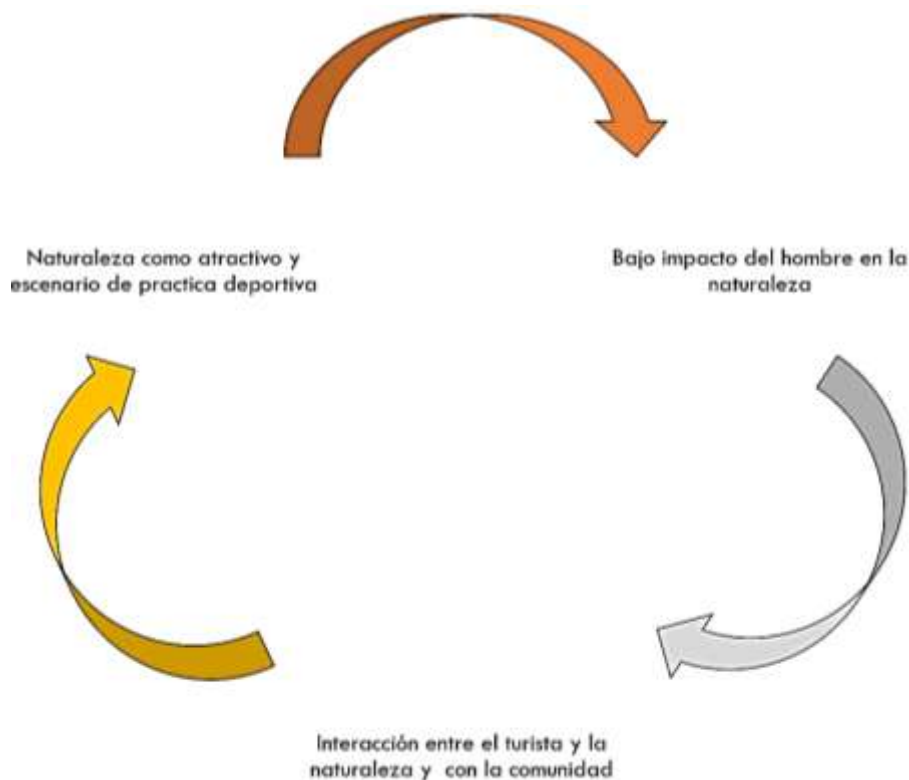 Naturaleza como atractivo y
escenario de practica deportiva
Bajo impacto del hombre en la
naturaleza
Interacción entre el turista y la
naturaleza y con la comunidad